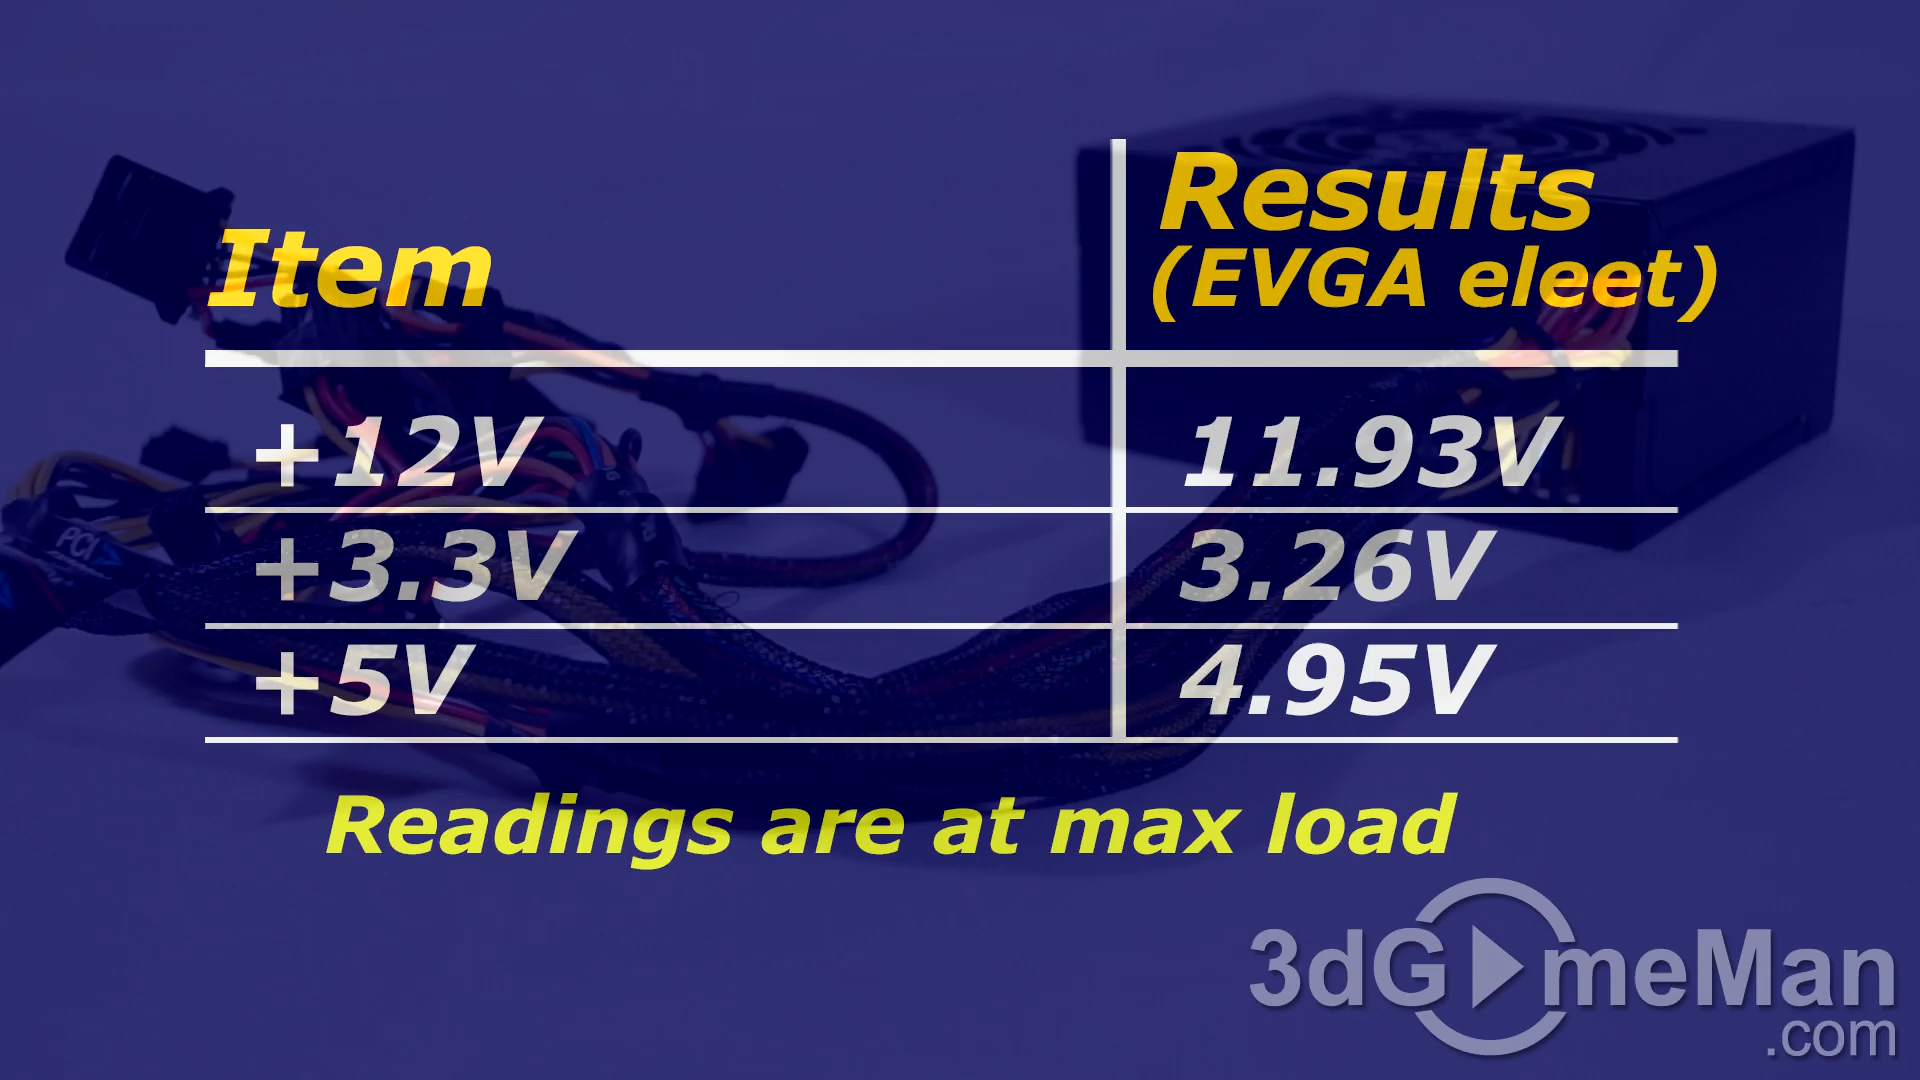 Item
Results
(EVGA eleet)
+12V 11.93V
+3.3V 3.26V
+5V 4.95V
Readings are at max load
PCI
3dGameMan
.com